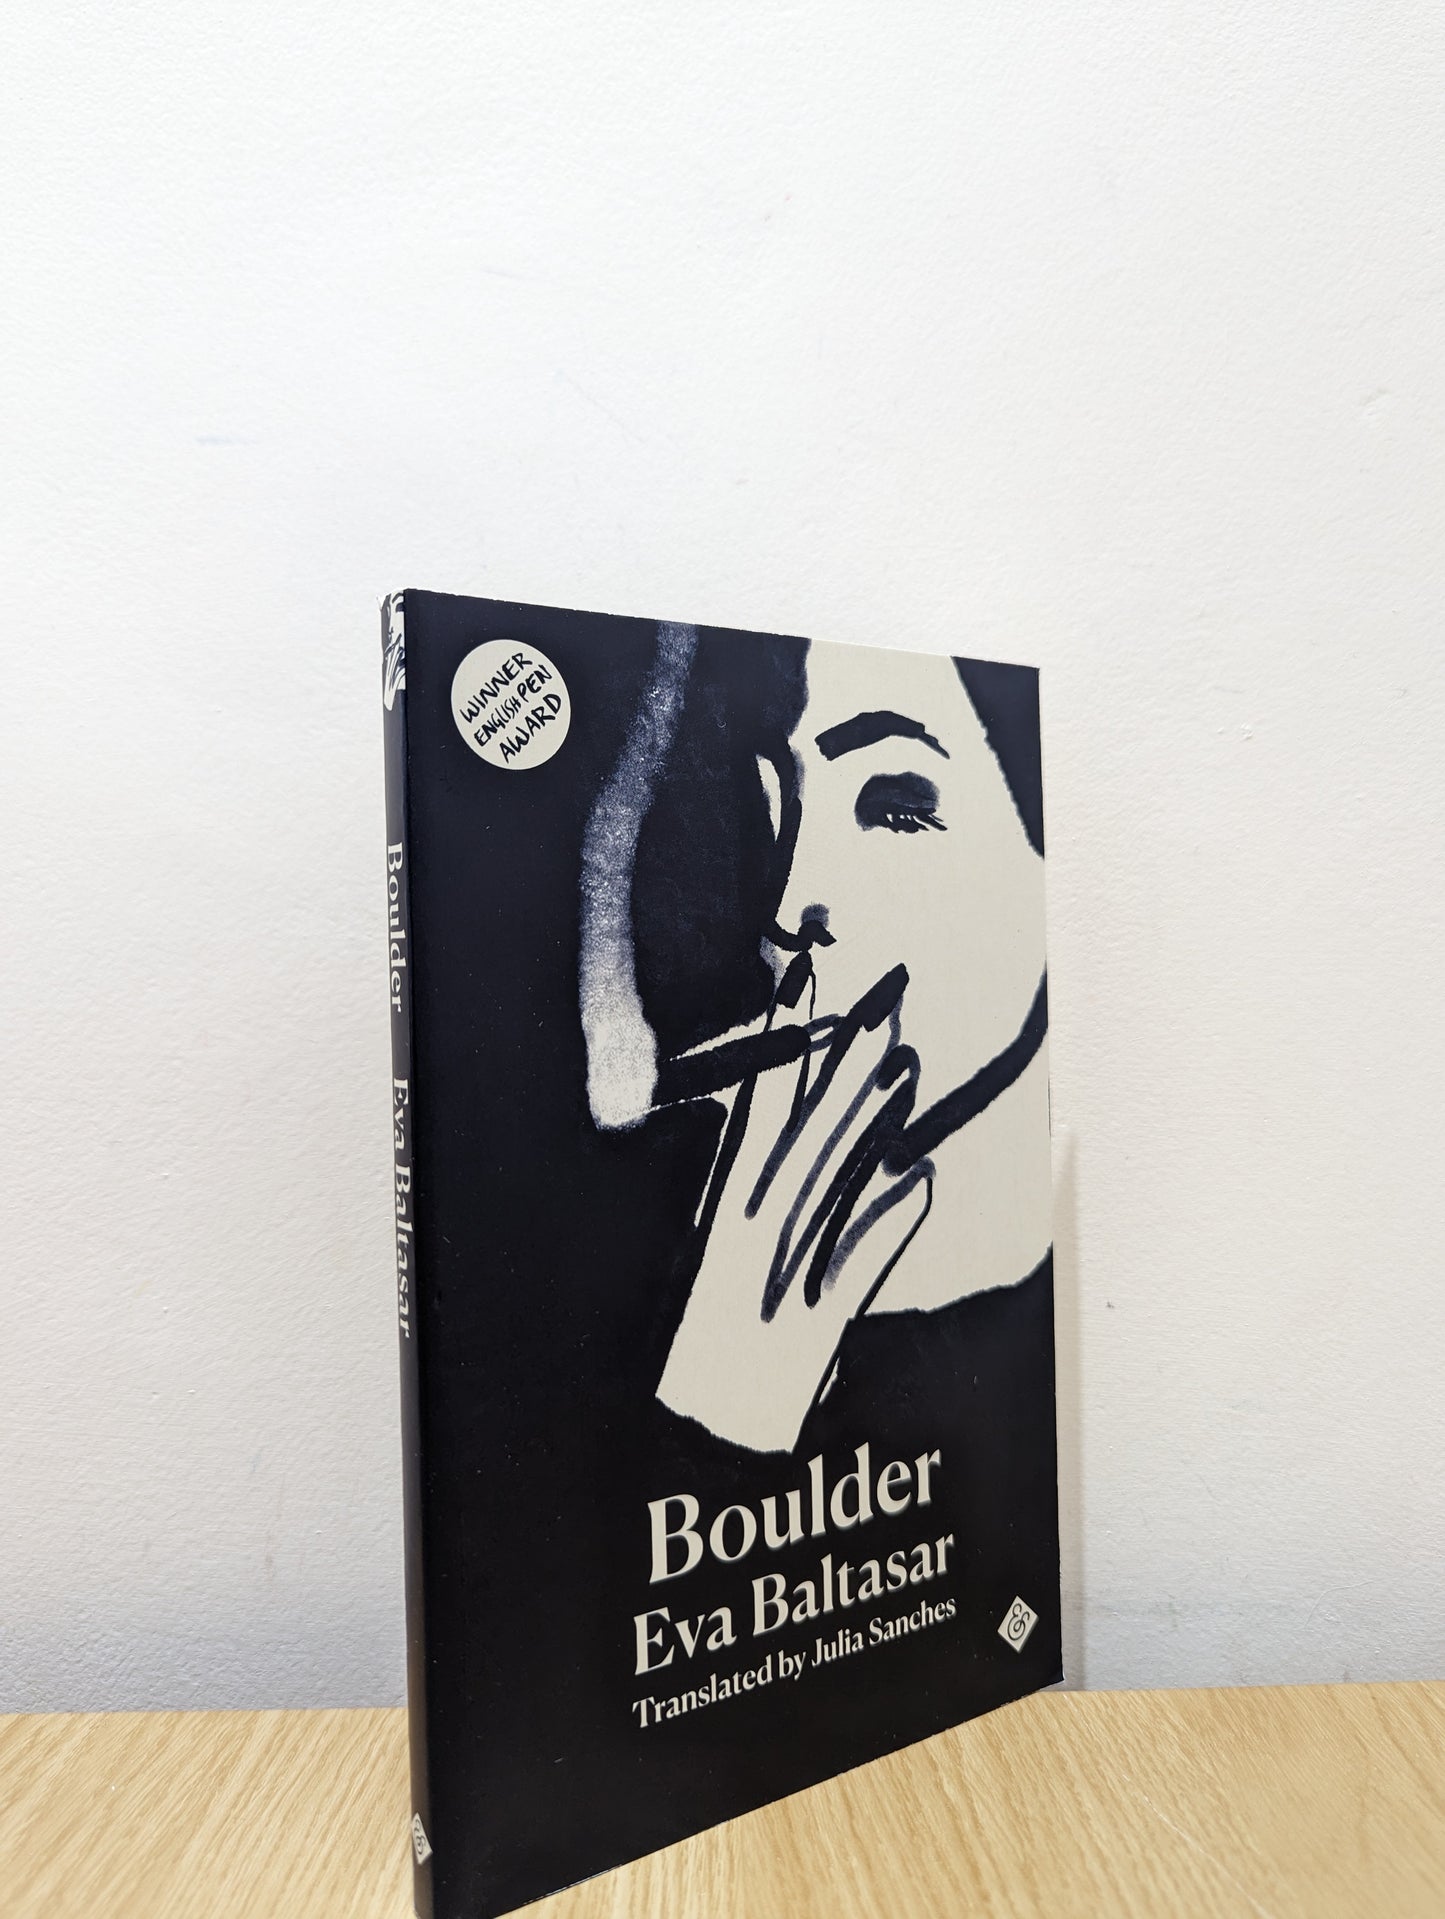 WINNER
ENGLISH PEN
AWARD
Boulder Eva Baltasar
Boulder
Eva Baltasar
Translated by Julia Sanches
&
&